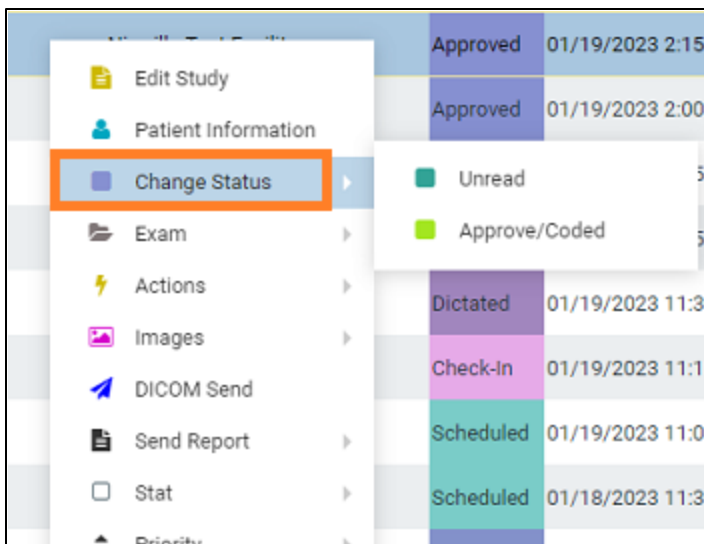 Approved 01/19/2023 2:15
Edit Study
Approved 01/19/2023 2:00
Patient Information
Change Status
Unread
Approve/Coded
Exam
Actions
Dictated 01/19/2023 11:3
Images
Check-In 01/19/2023 11:1
DICOM Send
Send Report
Scheduled 01/19/2023 11:0
Stat
Scheduled 01/18/2023 11:3
Priority